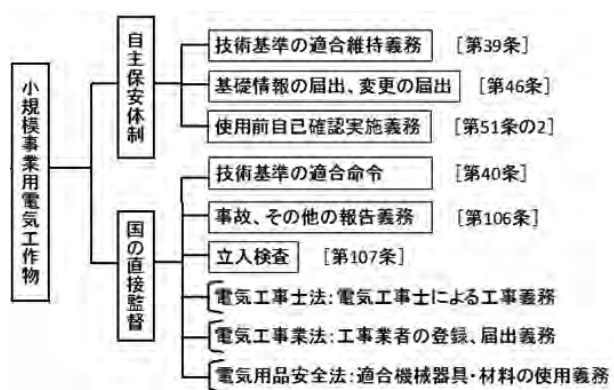 小規模事業用電気工作物
自主保安体制
技術基準の適合維持義務 [第39条]
基礎情報の届出、変更の届出 [第46条]
使用前自己確認実施義務 [第51条の2]
国の直接監督
技術基準の適合命令 [第40条]
事故、その他の報告義務 [第106条]
立入検査 [第107条]
電気工事士法:電気工事士による工事義務
電気工事業法:工事業者の登録、届出義務
電気用品安全法:適合機械器具・材料の使用義務